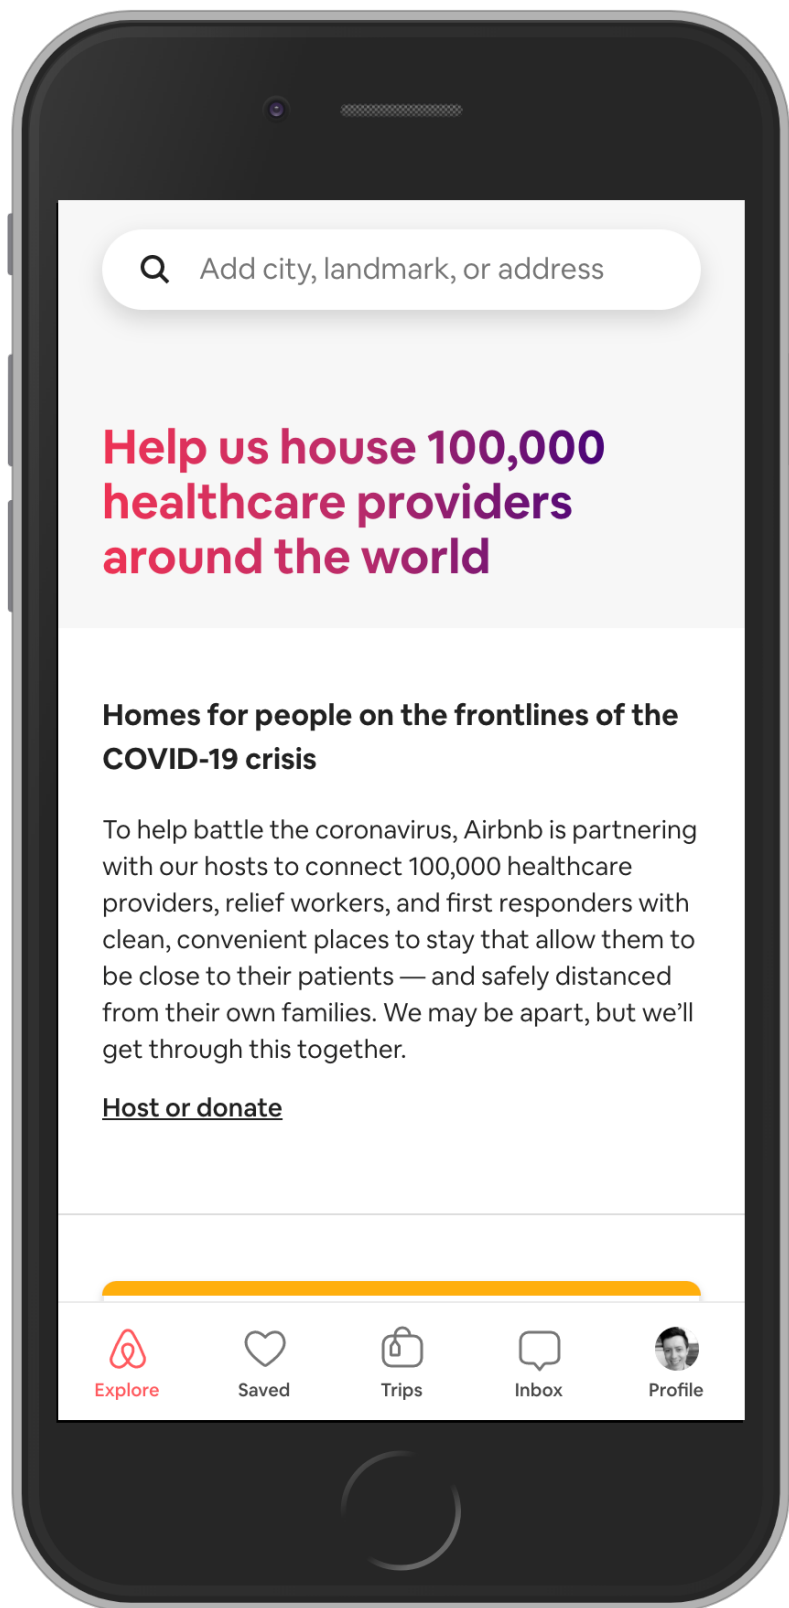 Add city, landmark, or address
Help us house 100,000
healthcare providers
around the world
Homes for people on the frontlines of the
COVID-19 crisis
To help battle the coronavirus, Airbnb is partnering
with our hosts to connect 100,000 healthcare
providers, relief workers, and first responders with
clean, convenient places to stay that allow them to
be close to their patients — and safely distanced
from their own families. We may be apart, but we’ll
get through this together.
Host or donate
Explore Saved Trips Inbox Profile